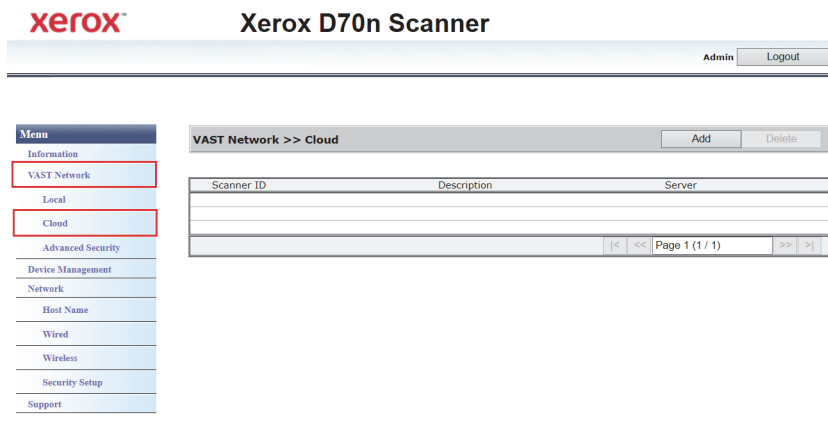 xerox™ Xerox D70n Scanner
Admin Logout
Menu
Information
VAST Network
Local
Cloud
Advanced Security
Device Management
Network
Host Name
Wired
Wireless
Security Setup
Support
VAST Network >> Cloud Add Delete
Scanner ID Description Server
|< << Page 1 (1 / 1) >> >|